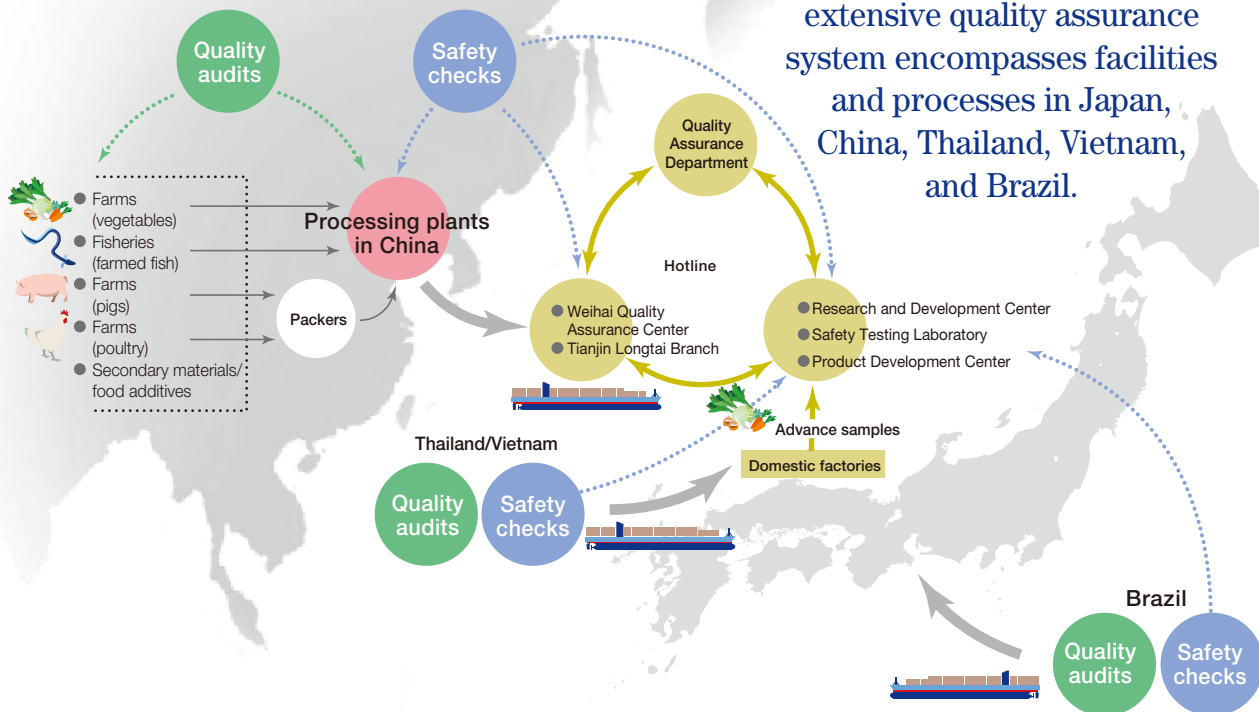 extensive quality assurance
system encompasses facilities
and processes in Japan,
China, Thailand, Vietnam,
and Brazil.
Quality
audits
Safety
checks
Quality
Assurance
Department
Farms
(vegetables)
Fisheries
(farmed fish)
Farms
(pigs)
Farms
(poultry)
Secondary materials/
food additives
Processing plants
in China
Packers
Hotline
Weihai Quality
Assurance Center
Tianjin Longtai Branch
Research and Development Center
Safety Testing Laboratory
Product Development Center
Advance samples
Domestic factories
Thailand/Vietnam
Quality
audits
Safety
checks
Brazil
Quality
audits
Safety
checks